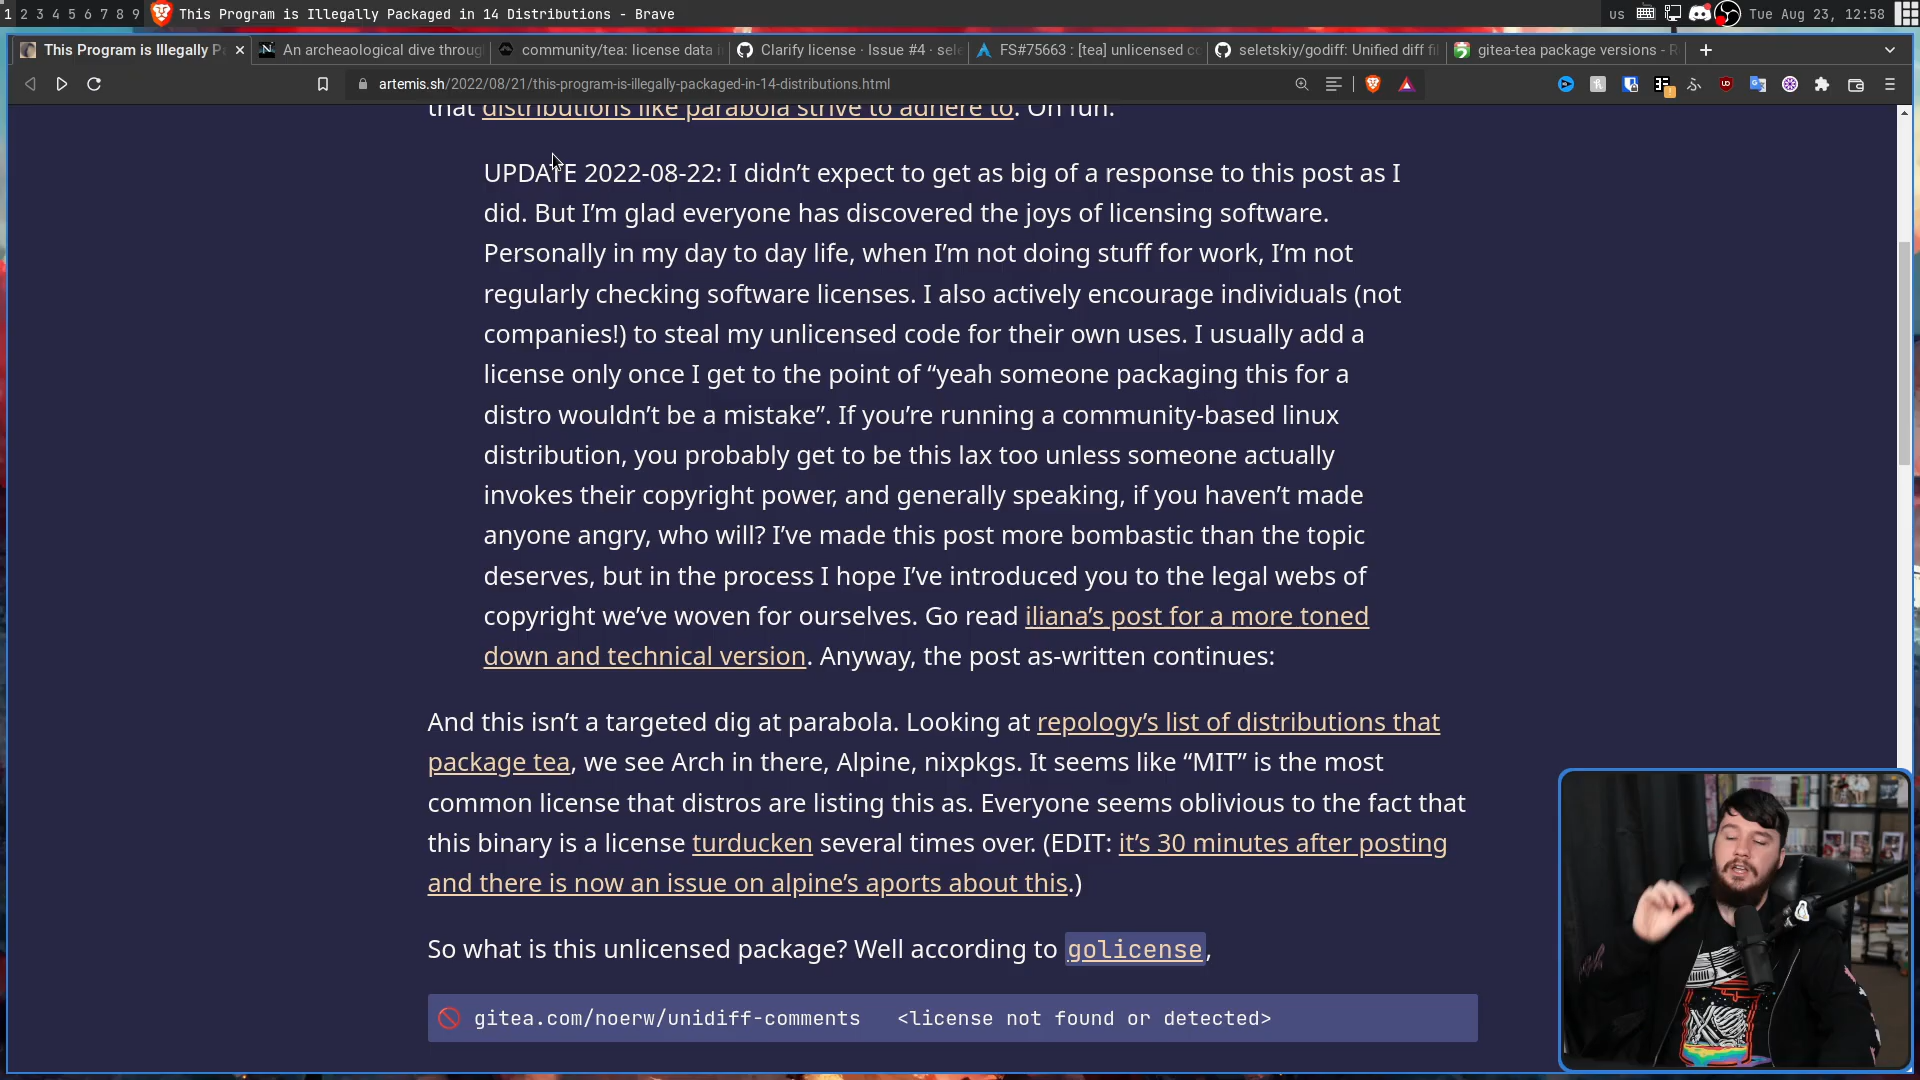 1 2 3 4 5 6 7 8 9 This Program is Illegally Packaged in 14 Distributions - Brave us Tue Aug 23, 12:58
This Program is Illegally P An archaeological dive throug community/tea: license data i Clarify license · Issue #4 · sele FS#75663 : [tea] unlicensed co seletskiy/godiff: Unified diff fi gitea-tea package versions - R
artemis.sh/2022/08/21/this-program-is-illegally-packaged-in-14-distributions.html
that distributions like parabola strive to adhere to. Oh fun.
UPDATE 2022-08-22: I didn’t expect to get as big of a response to this post as I
did. But I’m glad everyone has discovered the joys of licensing software.
Personally in my day to day life, when I’m not doing stuff for work, I’m not
regularly checking software licenses. I also actively encourage individuals (not
companies!) to steal my unlicensed code for their own uses. I usually add a
license only once I get to the point of “yeah someone packaging this for a
distro wouldn’t be a mistake”. If you’re running a community-based linux
distribution, you probably get to be this lax too unless someone actually
invokes their copyright power, and generally speaking, if you haven’t made
anyone angry, who will? I’ve made this post more bombastic than the topic
deserves, but in the process I hope I’ve introduced you to the legal webs of
copyright we’ve woven for ourselves. Go read iliana’s post for a more toned
down and technical version. Anyway, the post as-written continues:
And this isn’t a targeted dig at parabola. Looking at repology’s list of distributions that
package tea, we see Arch in there, Alpine, nixpkgs. It seems like “MIT” is the most
common license that distros are listing this as. Everyone seems oblivious to the fact that
this binary is a license turducken several times over. (EDIT: it’s 30 minutes after posting
and there is now an issue on alpine’s aports about this.)
So what is this unlicensed package? Well according to golicense,
gitea.com/noerw/unidiff-comments <license not found or detected>